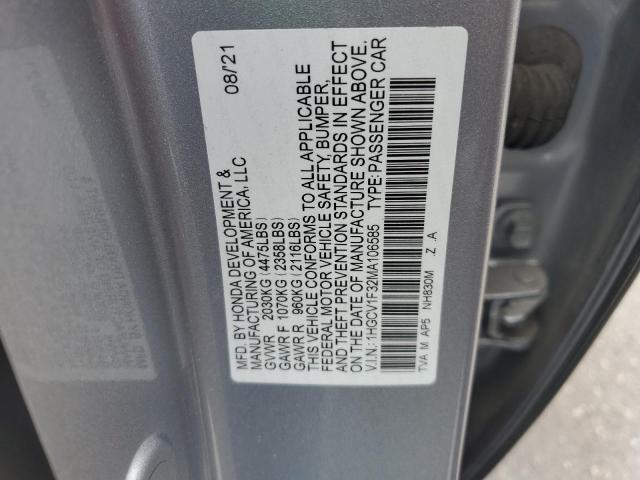 MFD. BY HONDA DEVELOPMENT & 08/'21
MANUFACTURING OF AMERICA, LLC
GVWR 2030KG (4475LBS)
GAWR F 1070KG (2358LBS)
GAWR R 960KG (2116LBS)
THIS VEHICLE CONFORMS TO ALL APPLICABLE
FEDERAL MOTOR VEHICLE SAFETY, BUMPER,
AND THEFT PREVENTION STANDARDS IN EFFECT
ON THE DATE OF MANUFACTURE SHOWN ABOVE.
V.I.N.: 1HGCV1F32MA106585 TYPE: PASSENGER CAR
TVA M AP5 NH830M .Z .A